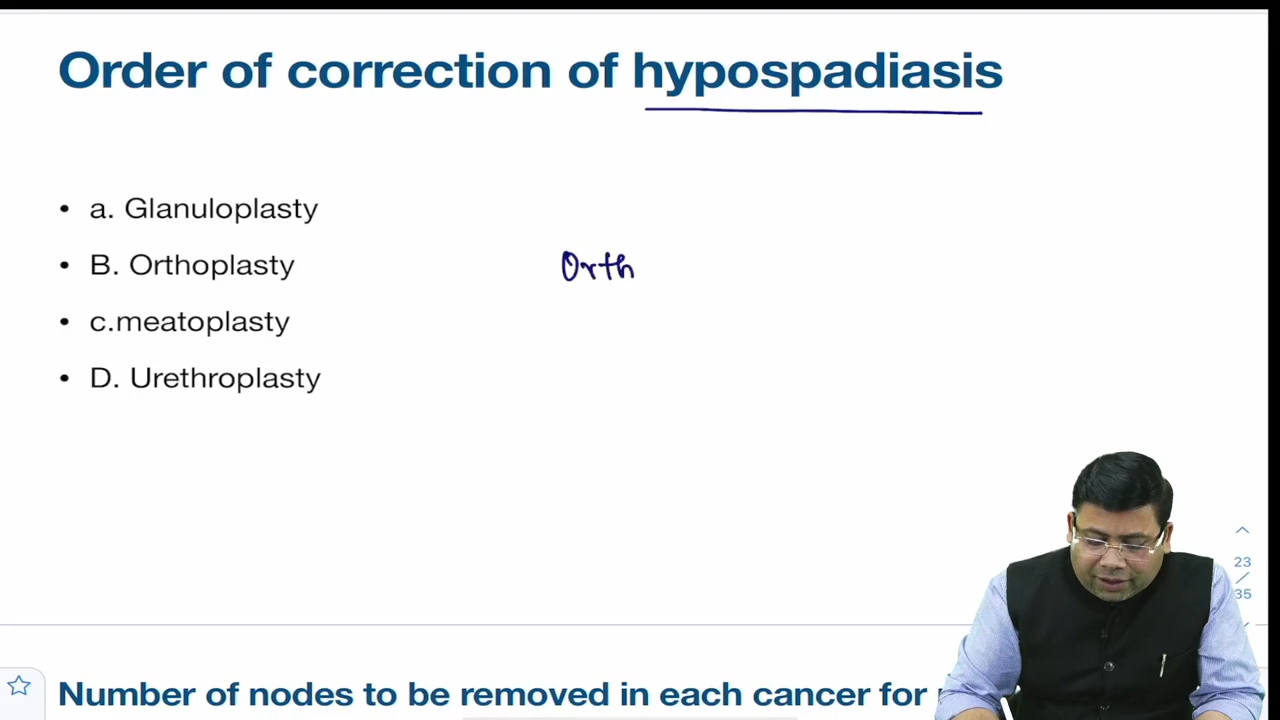 Order of correction of hypospadiasis
• a. Glanuloplasty
• B. Orthoplasty
Orth
• c.meatoplasty
• D. Urethroplasty
23
35
Number of nodes to be removed in each cancer for